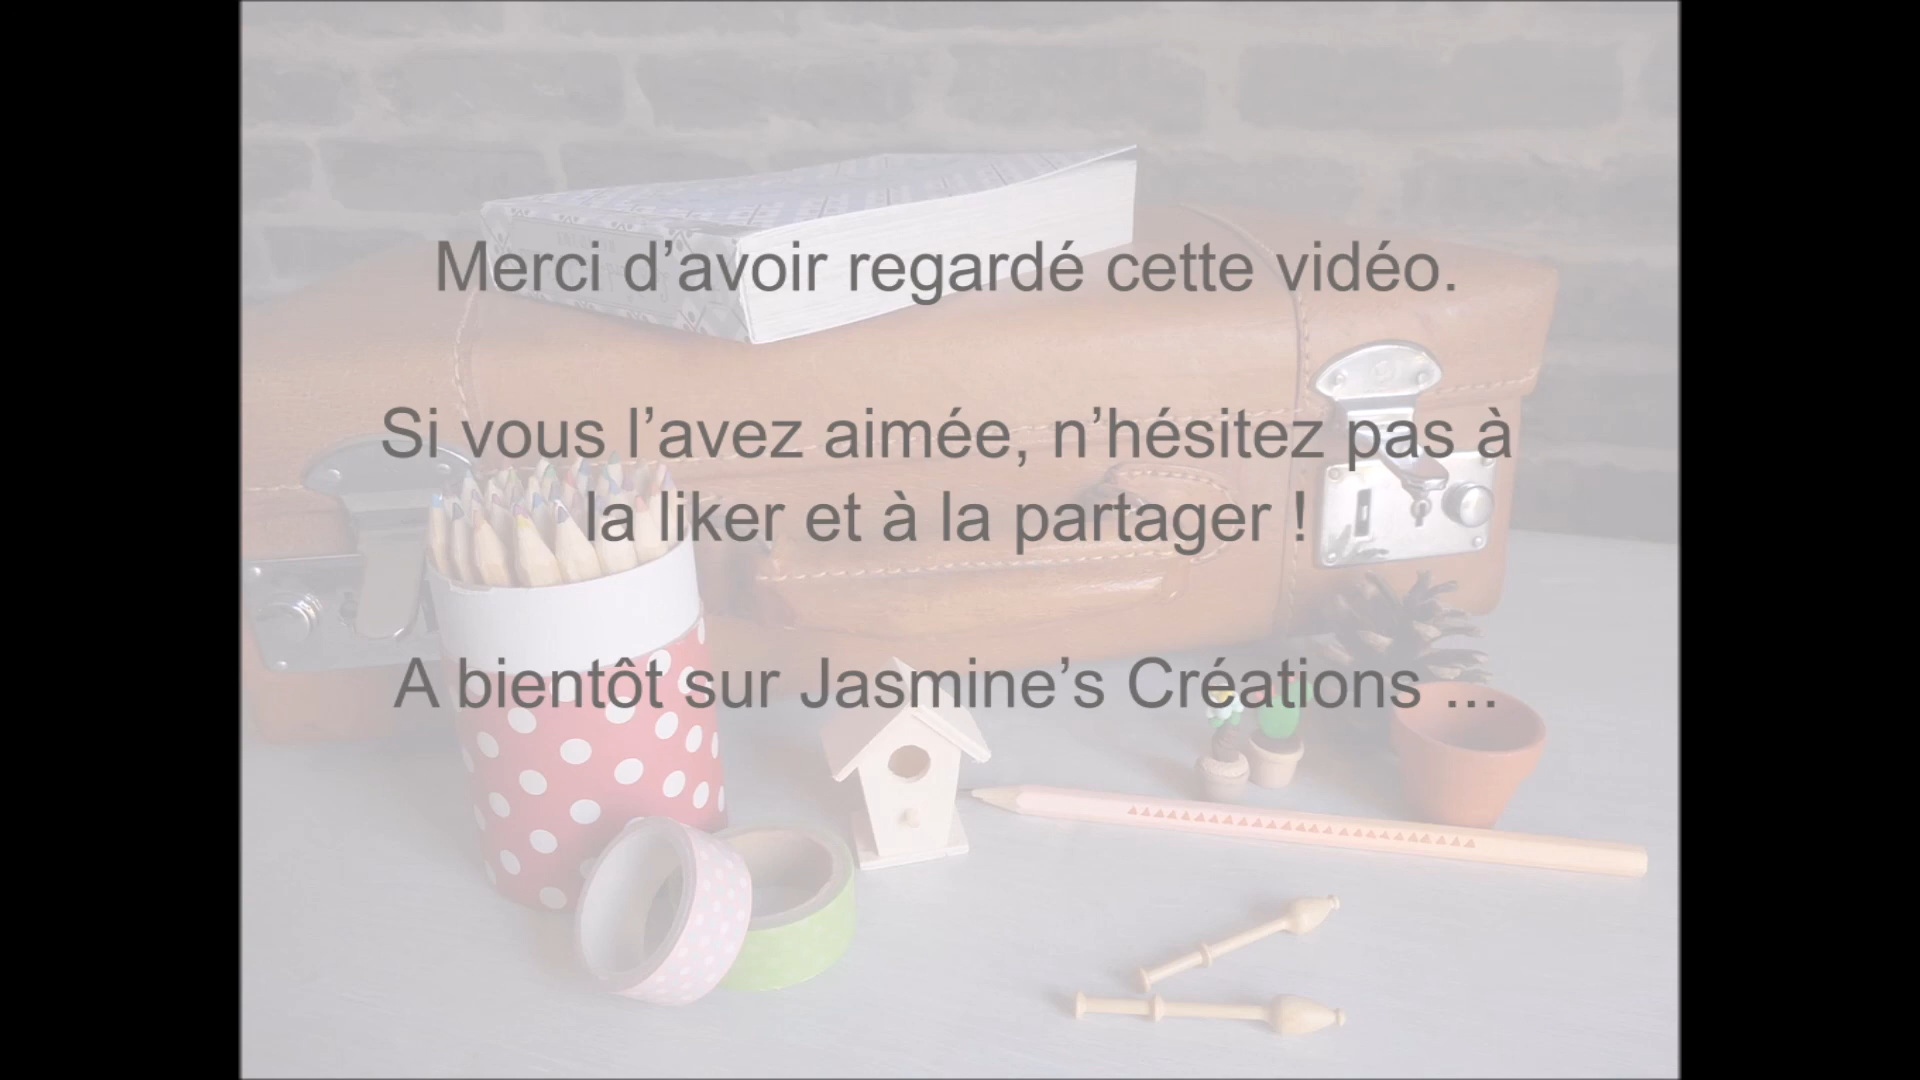 Merci d’avoir regardé cette vidéo.
Si vous l’avez aimée, n’hésitez pas à
la liker et à la partager !
A bientôt sur Jasmine’s Créations ...